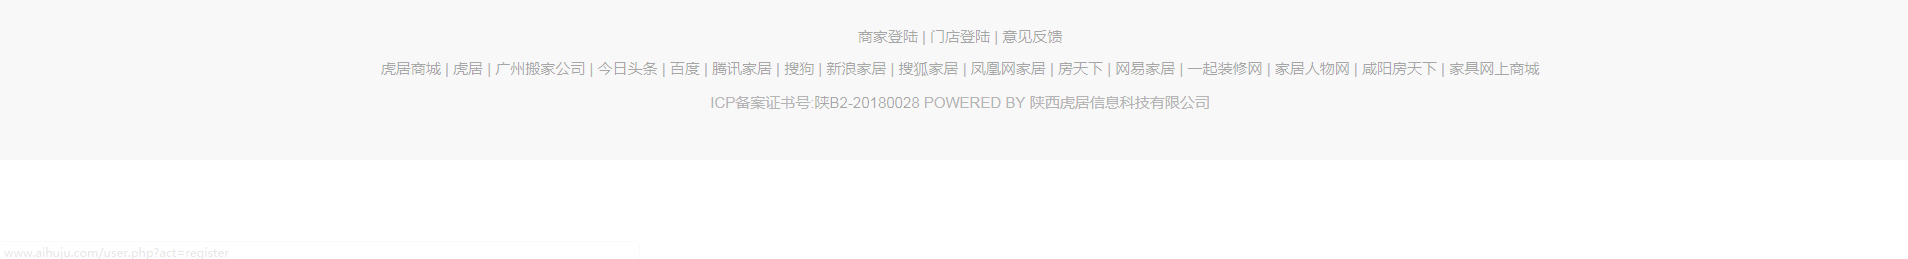 商家登陆 | 门店登陆 | 意见反馈
虎居商城 | 虎居 | 广州搬家公司 | 今日头条 | 百度 | 腾讯家居 | 搜狗 | 新浪家居 | 搜狐家居 | 凤凰网家居 | 房天下 | 网易家居 | 一起装修网 | 家居人物网 | 咸阳房天下 | 家具网上商城
ICP备案证书号:陕B2-20180028 POWERED BY 陕西虎居信息科技有限公司
www.aihuju.com/user.php?act=register